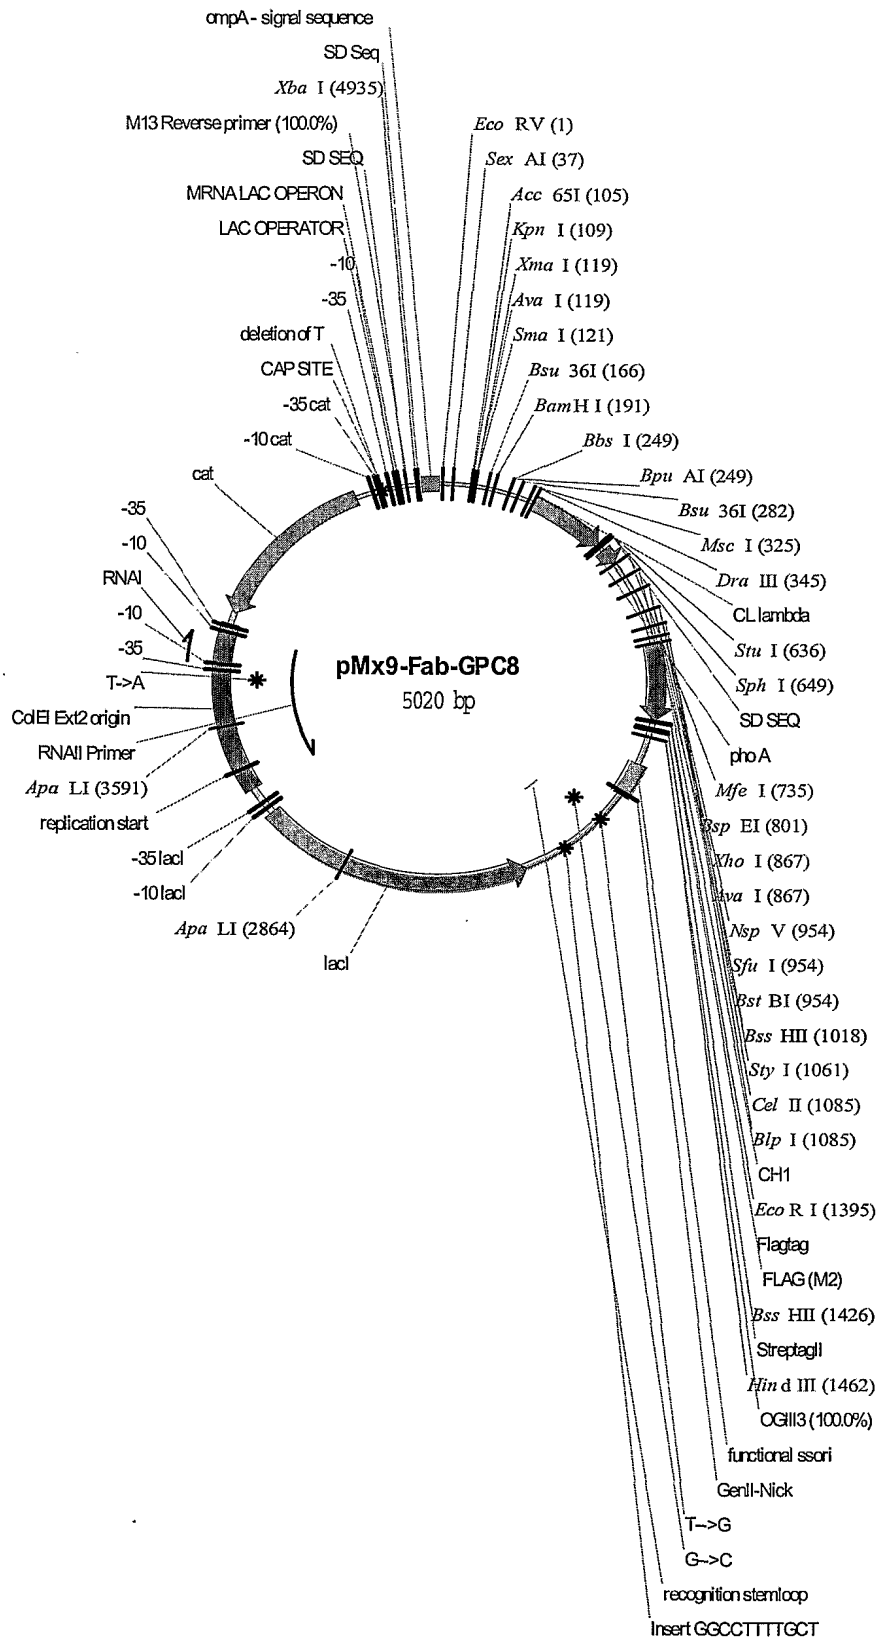 ompA - signal sequence
SD Seq
Xba I (4935)
M13 Reverse primer (100.0%)
SD SEQ
MRNA LAC OPERON
LAC OPERATOR
-10
-35
deletion of T
CAP SITE
-35 cat
-10 cat
cat
-35
-10
RNAI
-10
-35
T->A
ColEI Ext2 origin
RNAII Primer
Apa LI (3591)
replication start
-35 lacI
-10 lacI
Apa LI (2864)
lacI
pMx9-Fab-GPC8
5020 bp
Eco RV (1)
Sex AI (37)
Acc 65I (105)
Kpn I (109)
Xma I (119)
Ava I (119)
Sma I (121)
Bsu 36I (166)
BamH I (191)
Bbs I (249)
Bpu AI (249)
Bsu 36I (282)
Msc I (325)
Dra III (345)
CL lambda
Stu I (636)
Sph I (649)
SD SEQ
pho A
Mfe I (735)
Bsp EI (801)
Xho I (867)
Ava I (867)
Nsp V (954)
Sfu I (954)
Bst BI (954)
Bss HII (1018)
Sty I (1061)
Cel II (1085)
Blp I (1085)
CH1
Eco R I (1395)
Flagtag
FLAG (M2)
Bss HII (1426)
StreptagII
Hin d III (1462)
OGIII3 (100.0%)
functional ssori
GenII-Nick
T-->G
G-->C
recognition stemloop
Insert GGCCTTTTGCT